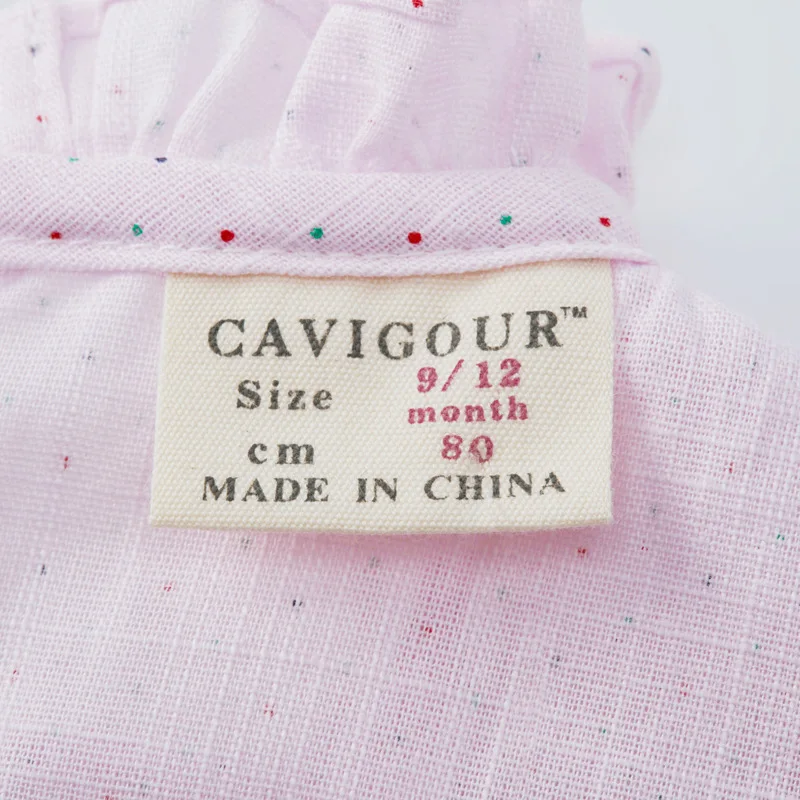 CAVIGOUR™
Size 9/12
month
cm 80
MADE IN CHINA